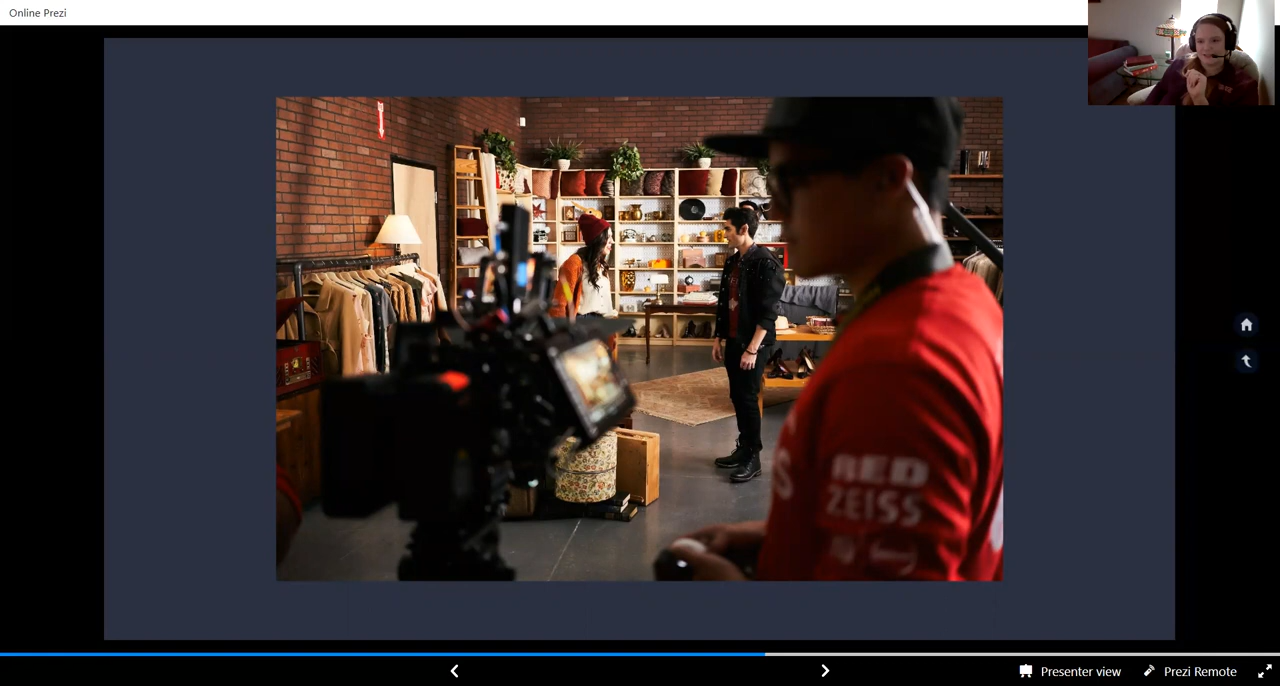 Online Prezi
RED
ZEISS
Presenter view
Prezi Remote